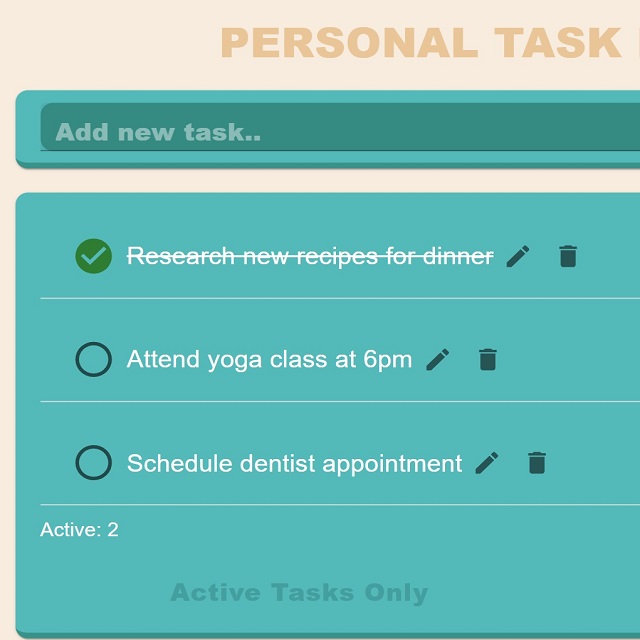 PERSONAL TASK
Add new task..
Research new recipes for dinner
Attend yoga class at 6pm
Schedule dentist appointment
Active: 2
Active Tasks Only